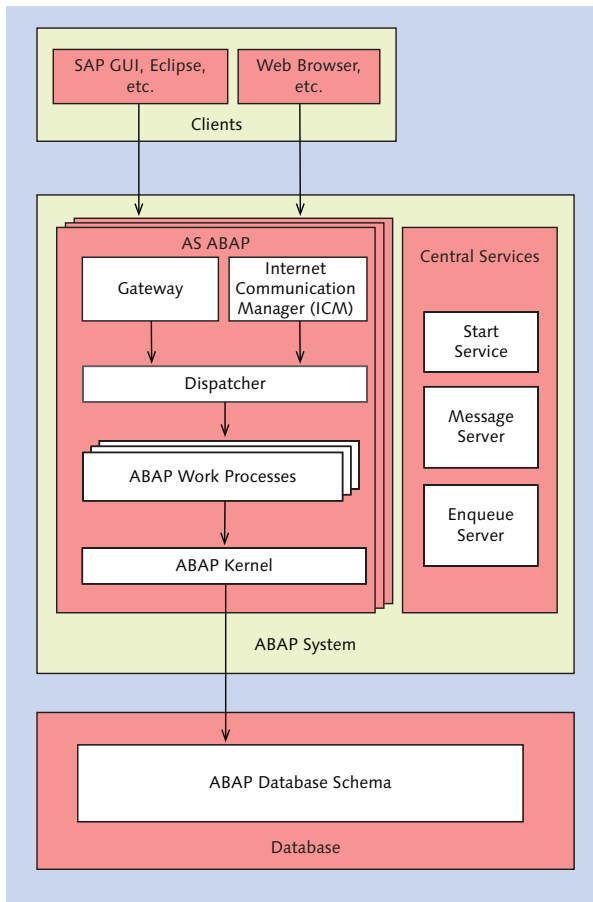 SAP GUI, Eclipse,
etc.
Web Browser,
etc.
Clients
AS ABAP
Gateway
Internet
Communication
Manager (ICM)
Dispatcher
ABAP Work Processes
ABAP Kernel
Central Services
Start
Service
Message
Server
Enqueue
Server
ABAP System
ABAP Database Schema
Database